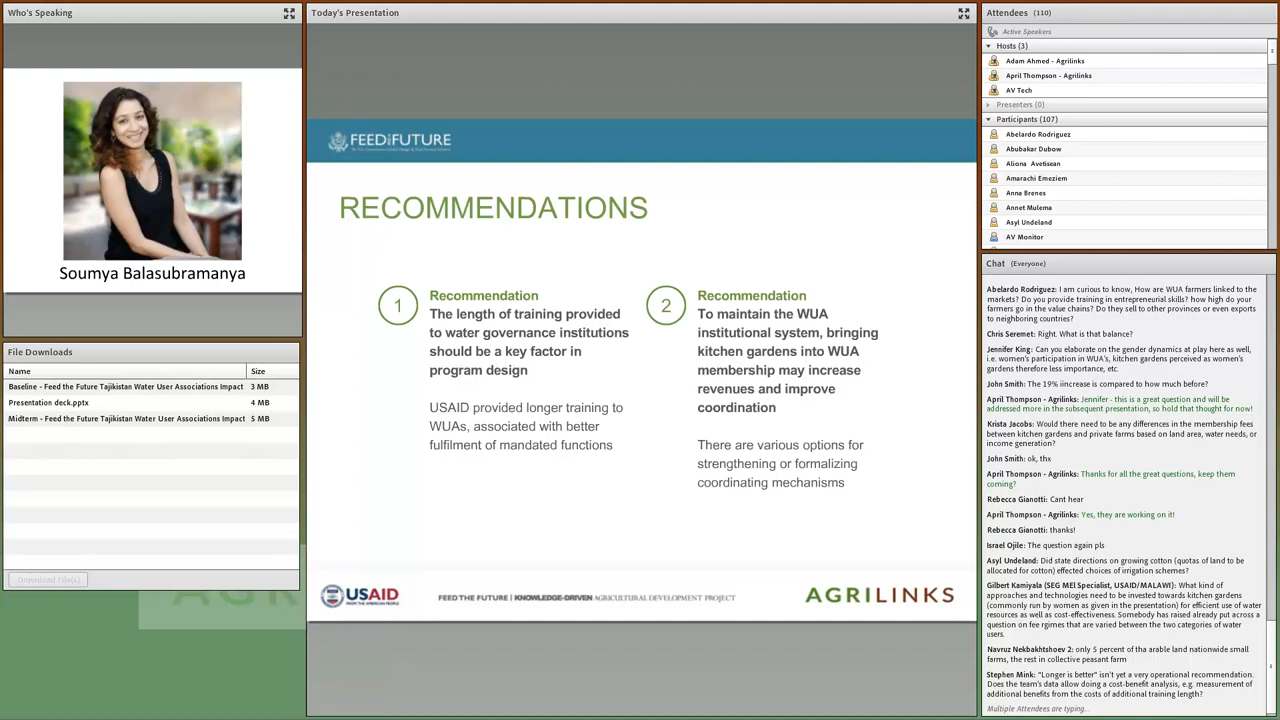 Who's Speaking
Soumya Balasubramanya
File Downloads
Name Size
Baseline - Feed the Future Tajikistan Water User Associations Impact 3 MB
Presentation deck.pptx 4 MB
Midterm - Feed the Future Tajikistan Water User Associations Impact 5 MB
Download File(s)
Today's Presentation
FEED THE FUTURE
RECOMMENDATIONS
1
Recommendation
The length of training provided
to water governance institutions
should be a key factor in
program design
USAID provided longer training to
WUAs, associated with better
fulfilment of mandated functions
2
Recommendation
To maintain the WUA
institutional system, bringing
kitchen gardens into WUA
membership may increase
revenues and improve
coordination
There are various options for
strengthening or formalizing
coordinating mechanisms
USAID
FROM THE AMERICAN PEOPLE
FEED THE FUTURE | KNOWLEDGE-DRIVEN AGRICULTURAL DEVELOPMENT PROJECT
AGRILINKS
Attendees (110)
Active Speakers
Hosts (3)
Adam Ahmed - Agrilinks
April Thompson - Agrilinks
AV Tech
Presenters (0)
Participants (107)
Abelardo Rodriguez
Abubakar Dubow
Aliona Avetisean
Amarachi Emeziem
Anna Brenes
Annet Mulema
Asyl Undeland
AV Monitor
Chat (Everyone)
Abelardo Rodriguez: I am curious to know, How are WUA farmers linked to the
markets? Do you provide training in entrepreneurial skills? how high do your
farmers go in the value chains? Do they sell to other provinces or even exports
to neighboring countries?
Chris Seremet: Right. What is that balance?
Jennifer King: Can you elaborate on the gender dynamics at play here as well,
i.e. women's participation in WUA's, kitchen gardens perceived as women's
gardens therefore less importance, etc.
John Smith: The 19% iincrease is compared to how much before?
April Thompson - Agrilinks: Jennifer - this is a great question and will be
addressed more in the subsequent presentation, so hold that thought for now!
Krista Jacobs: Would there need to be any differences in the membership fees
between kitchen gardens and private farms based on land area, water needs, or
income generation?
John Smith: ok, thx
April Thompson - Agrilinks: Thanks for all the great questions, keep them
coming?
Rebecca Gianotti: Cant hear
April Thompson - Agrilinks: Yes, they are working on it!
Rebecca Gianotti: thanks!
Israel Ojile: The question again pls
Asyl Undeland: Did state directions on growing cotton (quotas of land to be
allocated for cotton) effected choices of irrigation schemes?
Gilbert Kamiyala (SEG MEl Specialist, USAID/MALAWI): What kind of
approaches and technologies need to be invested towards kitchen gardens
(commonly run by women as given in the presentation) for efficient use of water
resources as well as cost-effectiveness. Somebody has raised already put across a
question on fee rgimes that are varied between the two categories of water
users.
Navruz Nekbakhtshoev 2: only 5 percent of tha arable land nationwide small
farms, the rest in collective peasant farm
Stephen Mink: "Longer is better" isn't yet a very operational recommendation.
Does the team's data allow doing a cost-benefit analysis, e.g. measurement of
additional benefits from the costs of additional training length?
Multiple Attendees are typing...